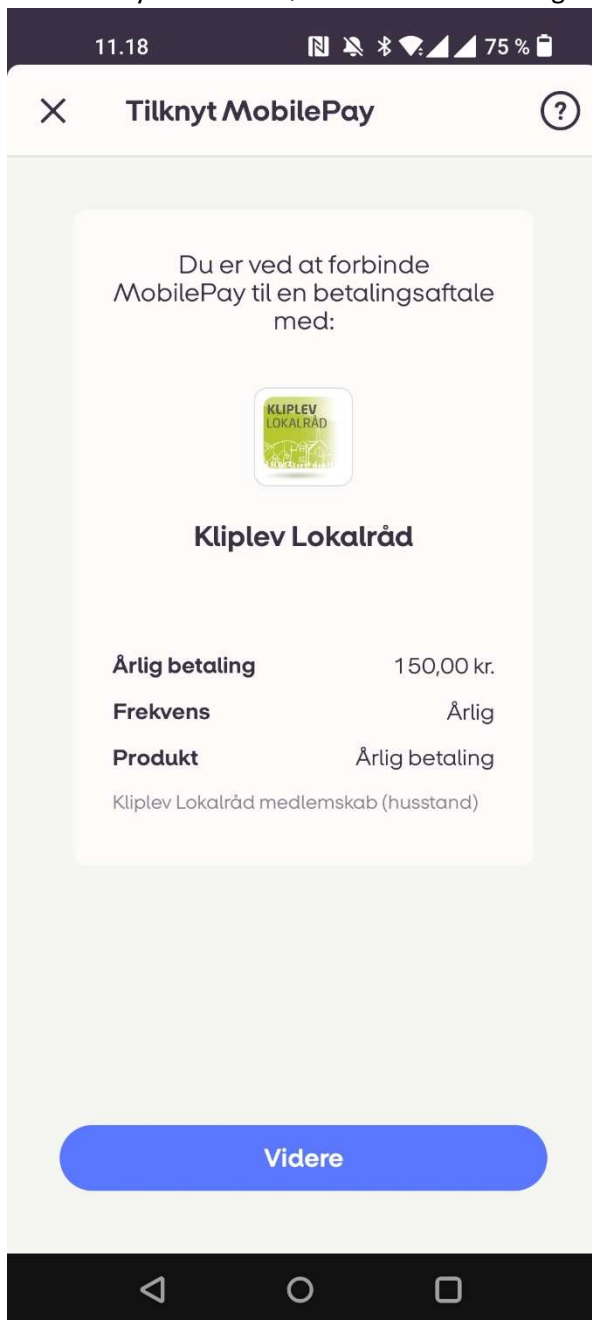 11.18 75 %
Tilknyt MobilePay ?
Du er ved at forbinde
MobilePay til en betalingsaftale
med:
KLIPLEV
LOKALRÅD
Kliplev Lokalråd
Årlig betaling 150,00 kr.
Frekvens Årlig
Produkt Årlig betaling
Kliplev Lokalråd medlemskab (husstand)
Videre